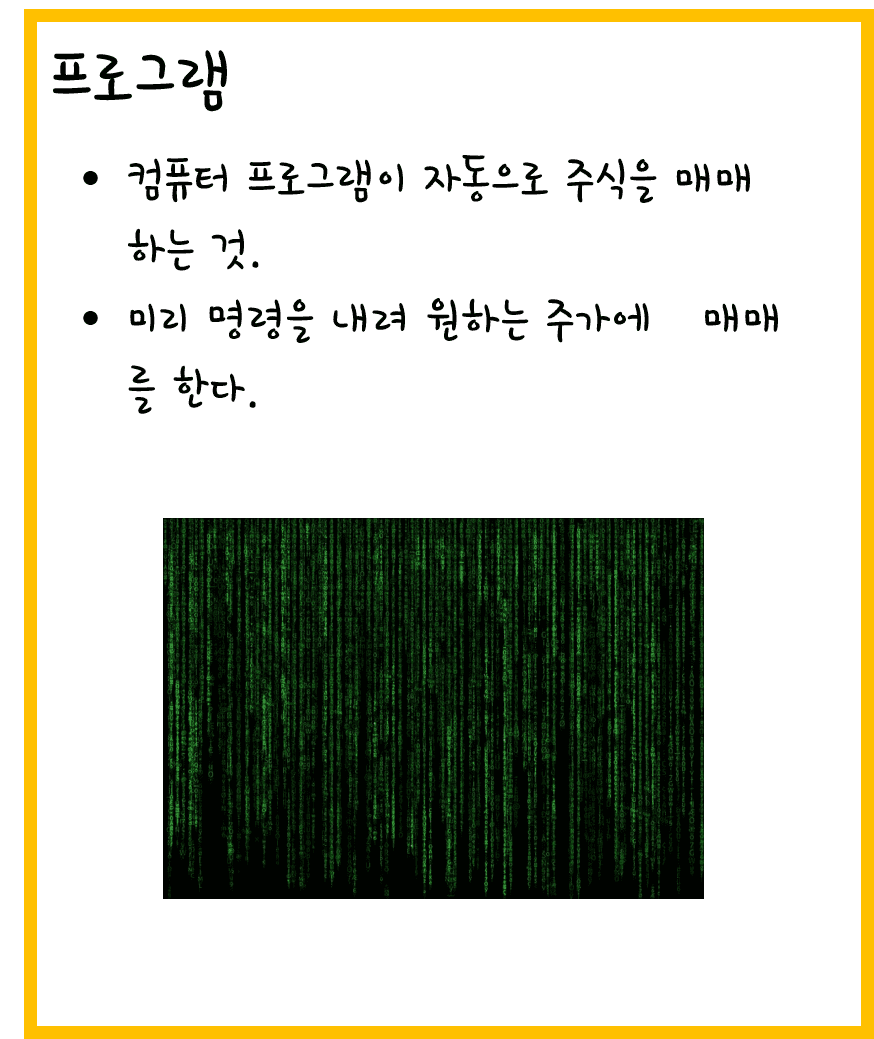 프로그램
• 컴퓨터 프로그램이 자동으로 주식을 매매
하는 것.
• 미리 명령을 내려 원하는 주가에 매매
를 한다.